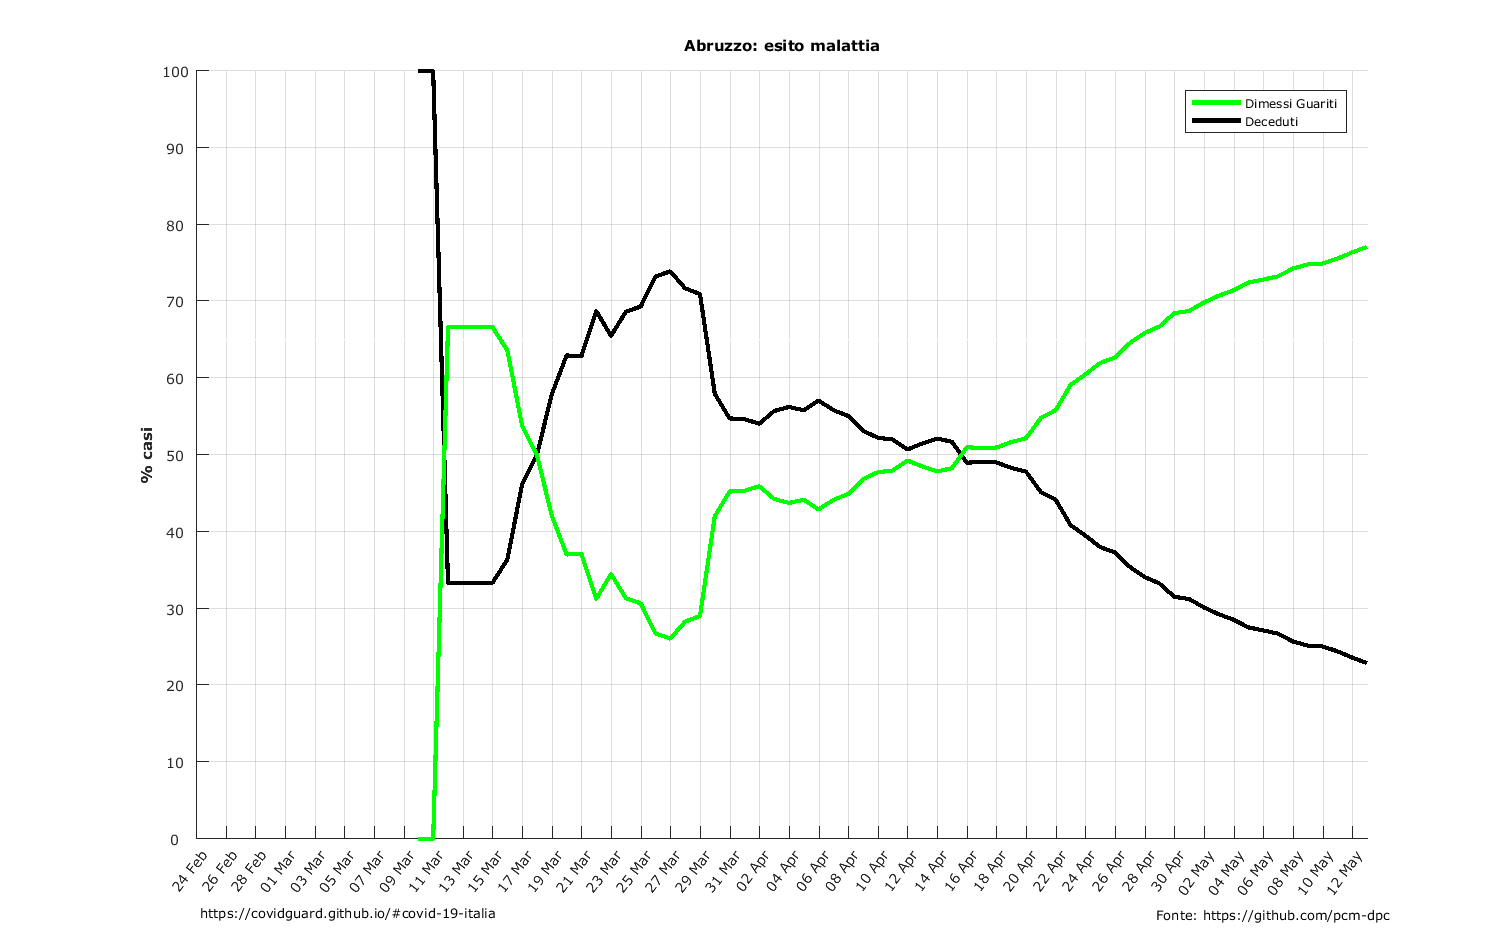 Abruzzo: esito malattia
Dimessi Guariti
Deceduti
% casi
100
90
80
70
60
50
40
30
20
10
0
24 Feb
26 Feb
28 Feb
01 Mar
03 Mar
05 Mar
07 Mar
09 Mar
11 Mar
13 Mar
15 Mar
17 Mar
19 Mar
21 Mar
23 Mar
25 Mar
27 Mar
29 Mar
31 Mar
02 Apr
04 Apr
06 Apr
08 Apr
10 Apr
12 Apr
14 Apr
16 Apr
18 Apr
20 Apr
22 Apr
24 Apr
26 Apr
28 Apr
30 Apr
02 May
04 May
06 May
08 May
10 May
12 May
https://covidguard.github.io/#covid-19-italia
Fonte: https://github.com/pcm-dpc